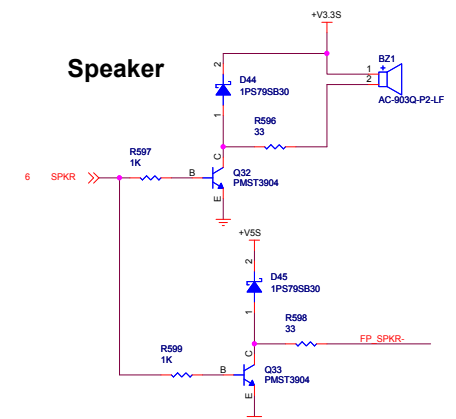 +V3.3S
Speaker
2
D44
1PS79SB30
1
BZ1
1
+
2
AC-903Q-P2-LF
R596
33
R597
1K
6 SPKR
B
C
E
Q32
PMST3904
+V5S
2
D45
1PS79SB30
1
R598
33
FP_SPKR-
R599
1K
B
C
E
Q33
PMST3904